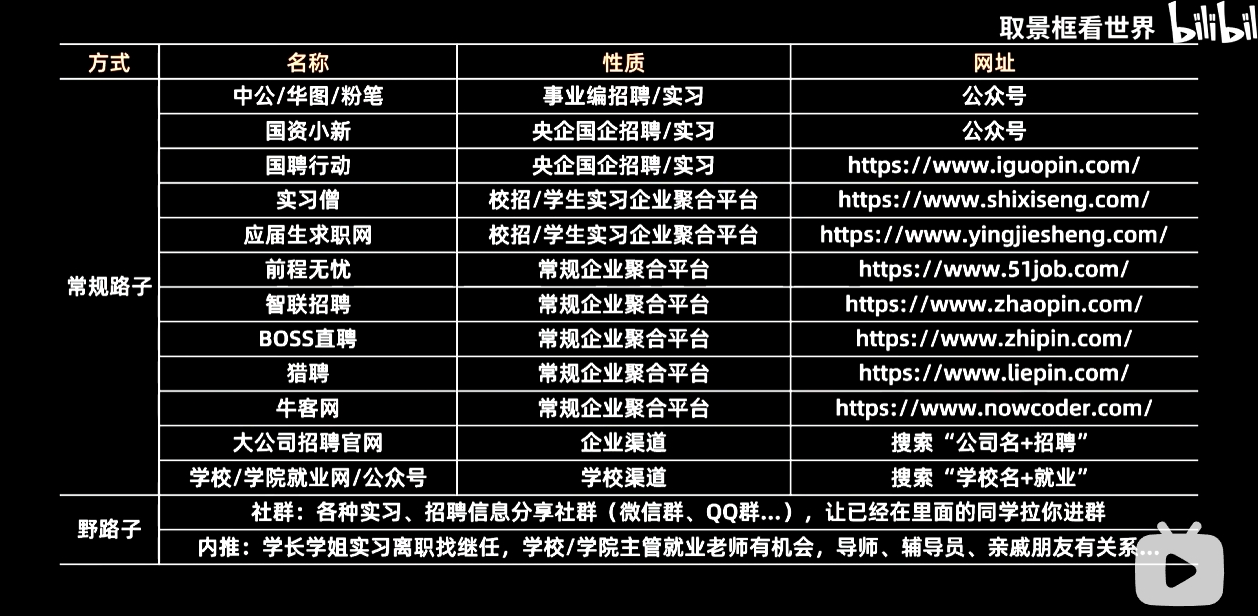 取景框看世界 bilibil
方式 名称 性质 网址
中公/华图/粉笔 事业编招聘/实习 公众号
国资小新 央企国企招聘/实习 公众号
国聘行动 央企国企招聘/实习 https://www.iguopin.com/
实习僧 校招/学生实习企业聚合平台 https://www.shixiseng.com/
应届生求职网 校招/学生实习企业聚合平台 https://www.yingjiesheng.com/
前程无忧 常规企业聚合平台 https://www.51job.com/
常规路子
智联招聘 常规企业聚合平台 https://www.zhaopin.com/
BOSS直聘 常规企业聚合平台 https://www.zhipin.com/
猎聘 常规企业聚合平台 https://www.liepin.com/
牛客网 常规企业聚合平台 https://www.nowcoder.com/
大公司招聘官网 企业渠道 搜索“公司名+招聘”
学校/学院就业网/公众号 学校渠道 搜索“学校名+就业”
野路子
社群：各种实习、招聘信息分享社群（微信群、QQ群...），让已经在里面的同学拉你进群
内推：学长学姐实习离职找继任，学校/学院主管就业老师有机会，导师、辅导员、亲戚朋友有关系...